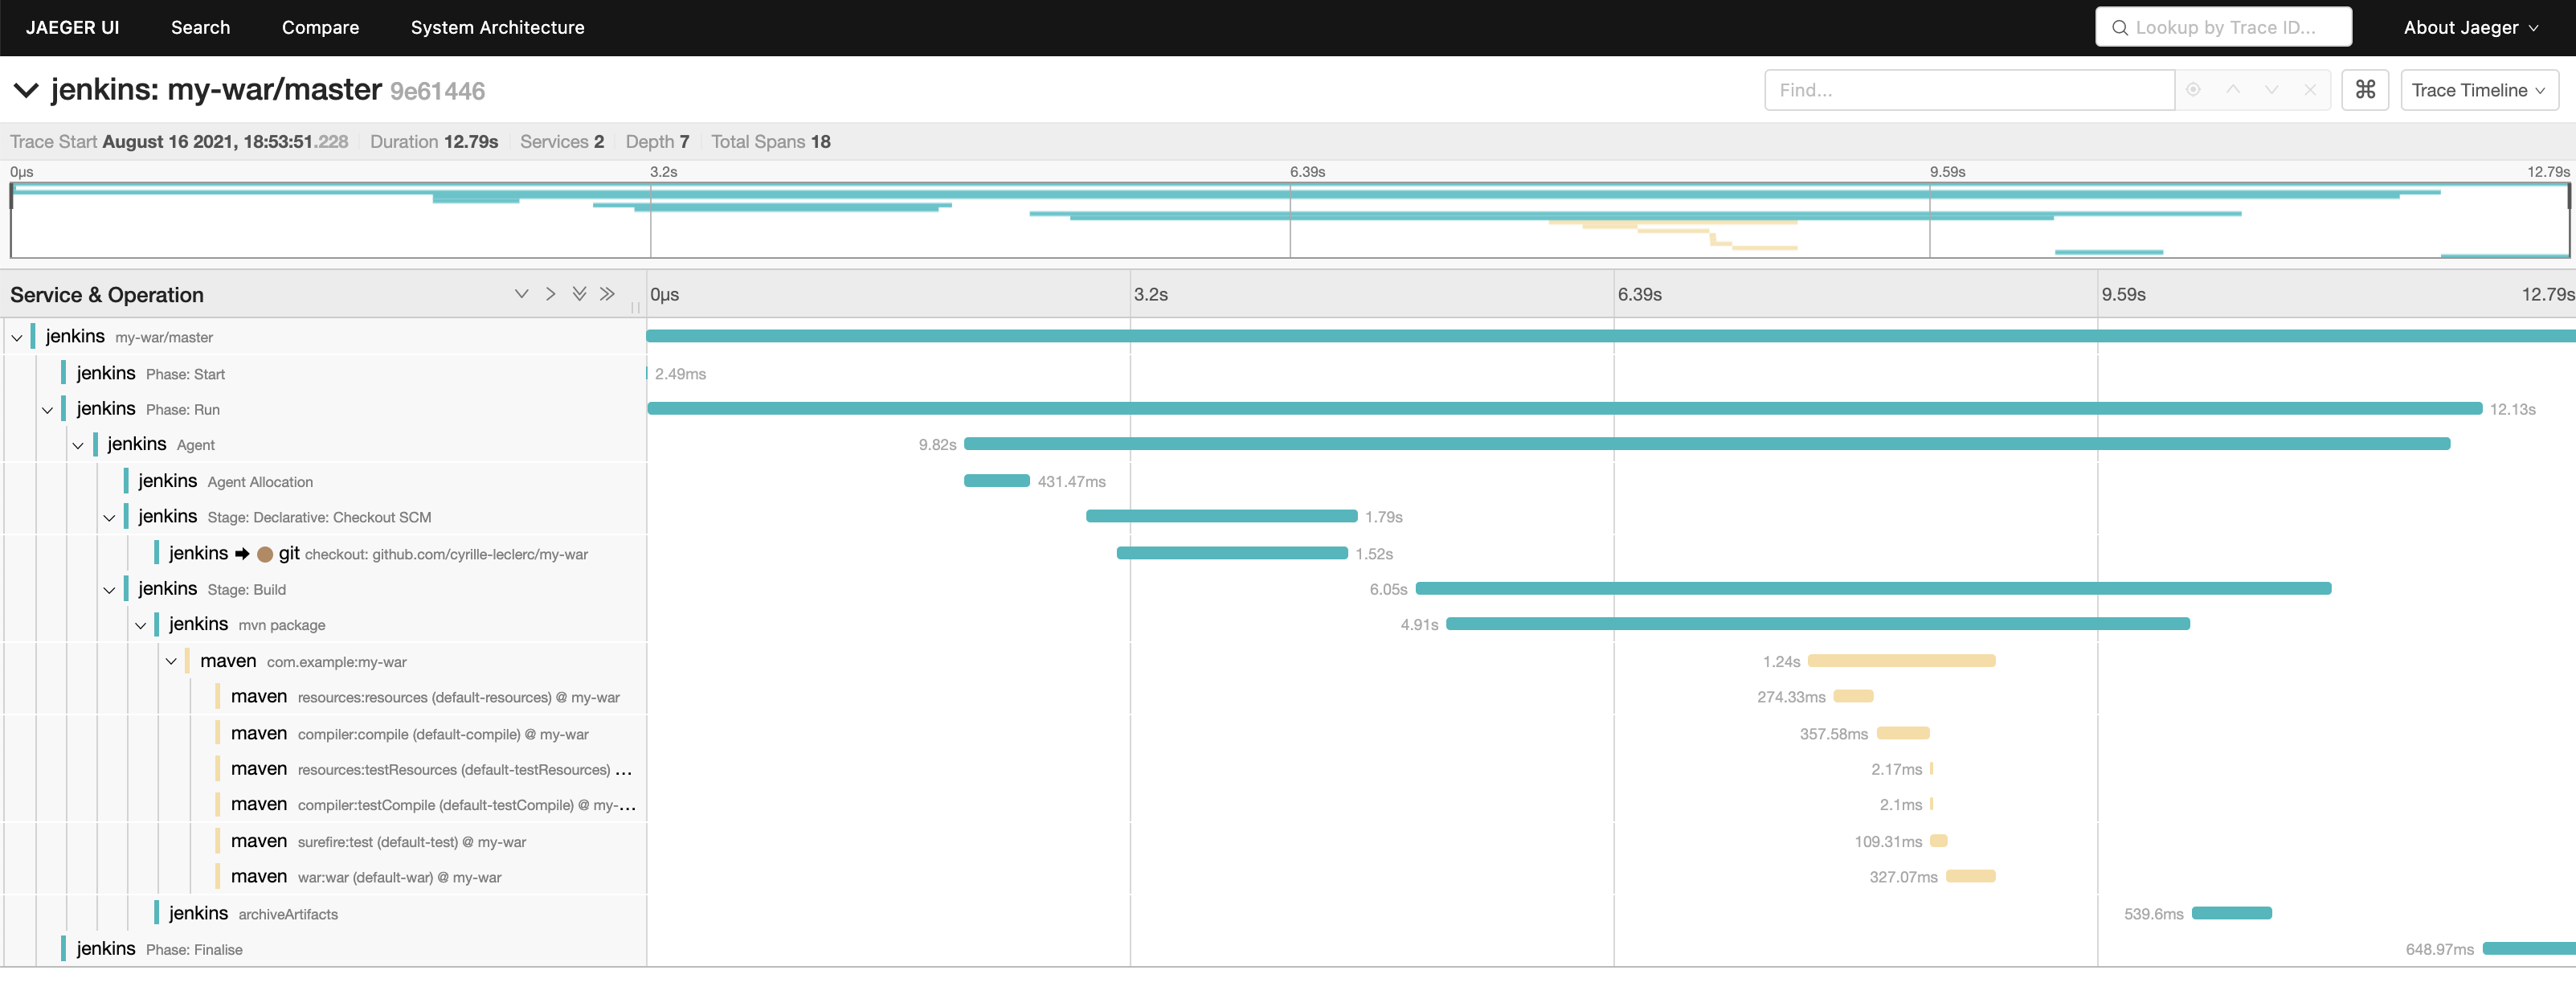 JAEGER UI Search Compare System Architecture Lookup by Trace ID... About Jaeger
jenkins: my-war/master 9e61446 Find... ⌘ Trace Timeline
Trace Start August 16 2021, 18:53:51.228 Duration 12.79s Services 2 Depth 7 Total Spans 18
0μs 3.2s 6.39s 9.59s 12.79s
Service & Operation 0μs 3.2s 6.39s 9.59s 12.79s
jenkins my-war/master
jenkins Phase: Start 2.49ms
jenkins Phase: Run 12.13s
jenkins Agent 9.82s
jenkins Agent Allocation 431.47ms
jenkins Stage: Declarative: Checkout SCM 1.79s
jenkins ➡ git checkout: github.com/cyrille-leclerc/my-war 1.52s
jenkins Stage: Build 6.05s
jenkins mvn package 4.91s
maven com.example:my-war 1.24s
maven resources:resources (default-resources) @ my-war 274.33ms
maven compiler:compile (default-compile) @ my-war 357.58ms
maven resources:testResources (default-testResources) ... 2.17ms
maven compiler:testCompile (default-testCompile) @ my-... 2.1ms
maven surefire:test (default-test) @ my-war 109.31ms
maven war:war (default-war) @ my-war 327.07ms
jenkins archiveArtifacts 539.6ms
jenkins Phase: Finalise 648.97ms